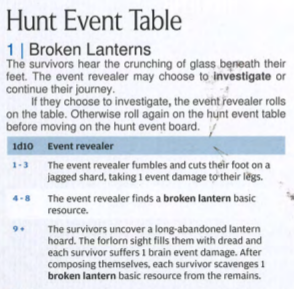 Hunt Event Table
1 | Broken Lanterns
The survivors hear the crunching of glass beneath their
feet. The event revealer may choose to investigate or
continue their journey.
If they choose to investigate, the event revealer rolls
on the table. Otherwise roll again on the hunt event table
before moving on the hunt event board.
1d10 Event revealer
1 - 3 The event revealer fumbles and cuts their foot on a
jagged shard, taking 1 event damage to their legs.
4 - 8 The event revealer finds a broken lantern basic
resource.
9 + The survivors uncover a long-abandoned lantern
hoard. The forlorn sight fills them with dread and
each survivor suffers 1 brain event damage. After
composing themselves, each survivor scavenges 1
broken lantern basic resource from the remains.